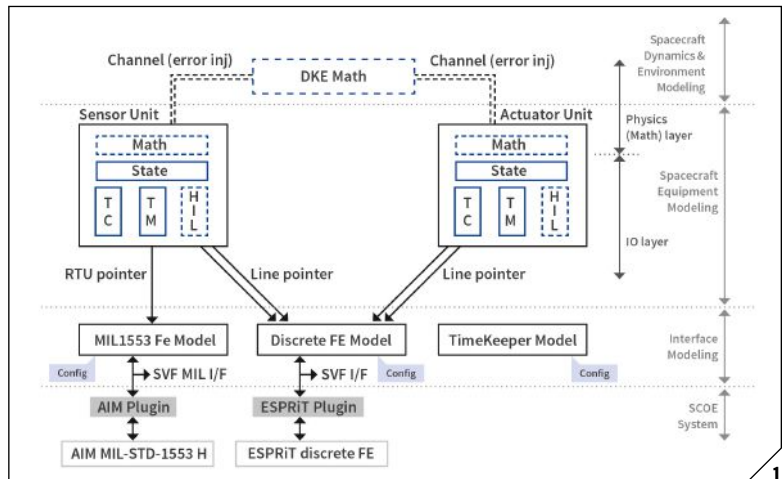 Channel (error inj)
DKE Math
Channel (error inj)
Spacecraft
Dynamics &
Environment
Modeling
Sensor Unit
Math
State
T
C
T
M
H
I
L
Actuator Unit
Math
State
T
C
T
M
H
I
L
Physics
(Math) layer
IO layer
Spacecraft
Equipment
Modeling
RTU pointer
Line pointer
Line pointer
MIL1553 Fe Model
Discrete FE Model
TimeKeeper Model
Interface
Modeling
Config
SVF MIL I/F
SVF I/F
Config
Config
AIM Plugin
ESPRiT Plugin
SCOE
System
AIM MIL-STD-1553 H
ESPRiT discrete FE
1